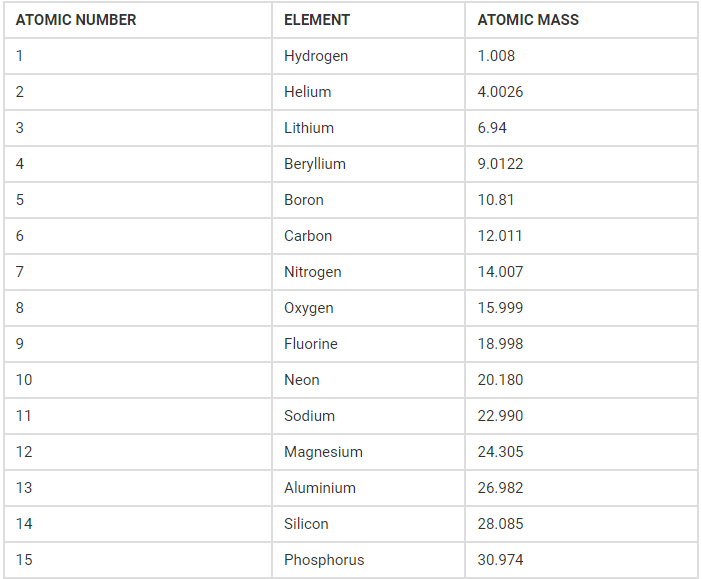 ATOMIC NUMBER ELEMENT ATOMIC MASS
1 Hydrogen 1.008
2 Helium 4.0026
3 Lithium 6.94
4 Beryllium 9.0122
5 Boron 10.81
6 Carbon 12.011
7 Nitrogen 14.007
8 Oxygen 15.999
9 Fluorine 18.998
10 Neon 20.180
11 Sodium 22.990
12 Magnesium 24.305
13 Aluminium 26.982
14 Silicon 28.085
15 Phosphorus 30.974